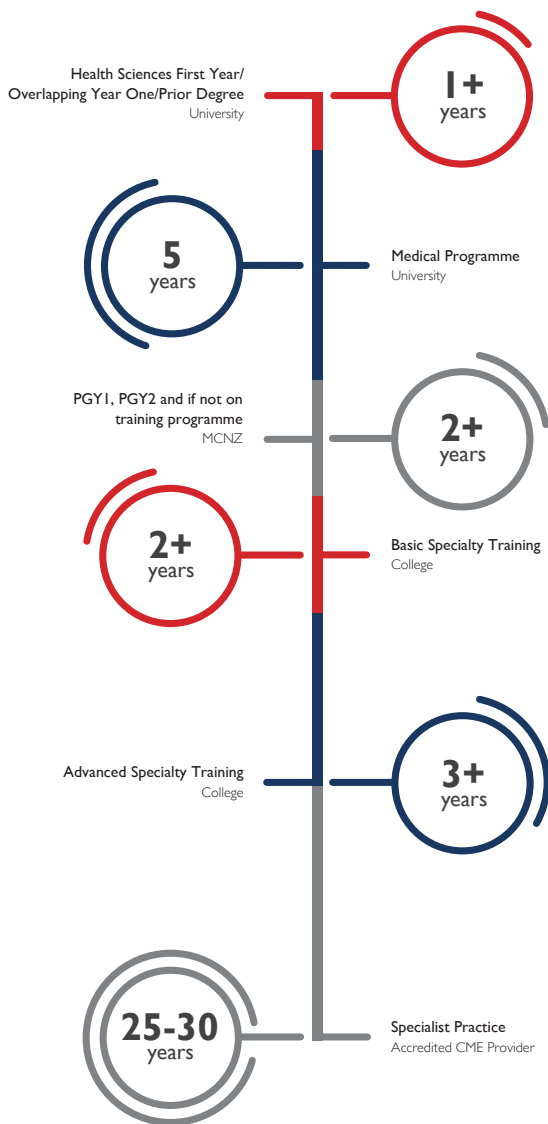 Health Sciences First Year/
Overlapping Year One/Prior Degree
University
1+
years
5
years
Medical Programme
University
PGY1, PGY2 and if not on
training programme
MCNZ
2+
years
2+
years
Basic Specialty Training
College
Advanced Specialty Training
College
3+
years
25-30
years
Specialist Practice
Accredited CME Provider